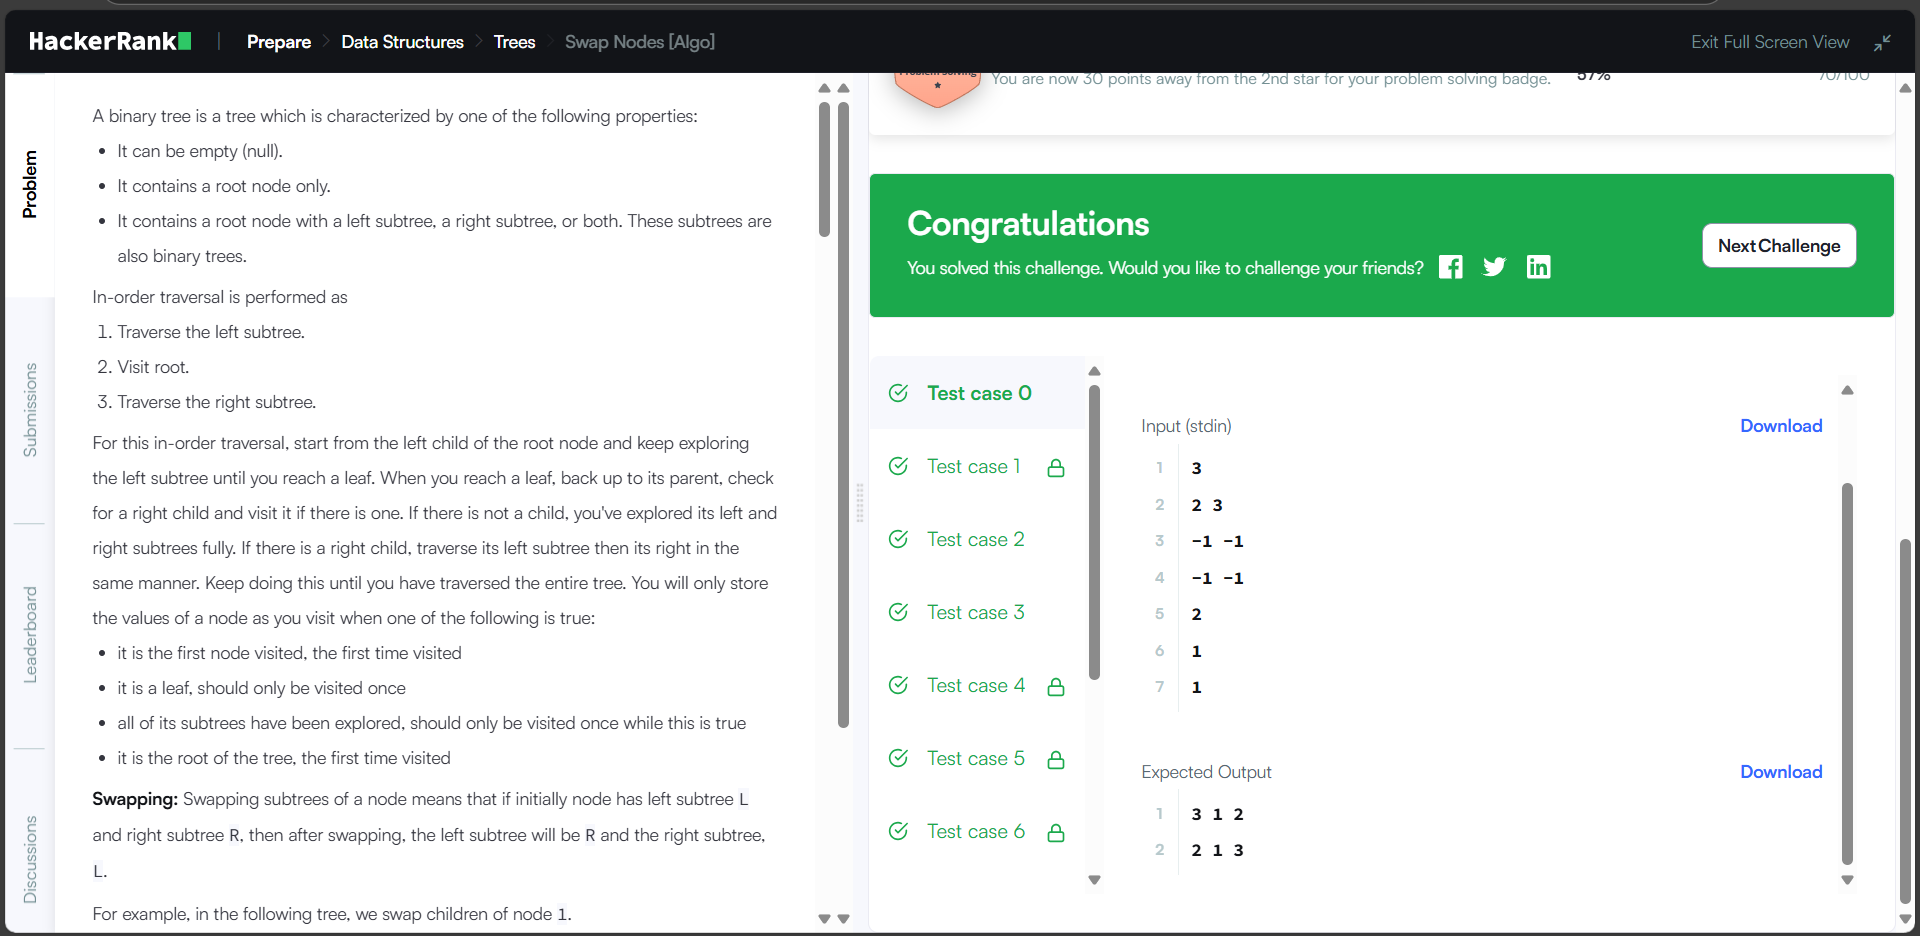 HackerRank | Prepare > Data Structures > Trees > Swap Nodes [Algo]
Exit Full Screen View
Problem
Submissions
Leaderboard
Discussions
A binary tree is a tree which is characterized by one of the following properties:
• It can be empty (null).
• It contains a root node only.
• It contains a root node with a left subtree, a right subtree, or both. These subtrees are
also binary trees.
In-order traversal is performed as
1. Traverse the left subtree.
2. Visit root.
3. Traverse the right subtree.
For this in-order traversal, start from the left child of the root node and keep exploring
the left subtree until you reach a leaf. When you reach a leaf, back up to its parent, check
for a right child and visit it if there is one. If there is not a child, you've explored its left and
right subtrees fully. If there is a right child, traverse its left subtree then its right in the
same manner. Keep doing this until you have traversed the entire tree. You will only store
the values of a node as you visit when one of the following is true:
• it is the first node visited, the first time visited
• it is a leaf, should only be visited once
• all of its subtrees have been explored, should only be visited once while this is true
• it is the root of the tree, the first time visited
Swapping: Swapping subtrees of a node means that if initially node has left subtree L
and right subtree R, then after swapping, the left subtree will be R and the right subtree,
L.
For example, in the following tree, we swap children of node 1.
Problem Solving
You are now 30 points away from the 2nd star for your problem solving badge.
57%
70/100
Congratulations
You solved this challenge. Would you like to challenge your friends?
Next Challenge
Test case 0
Test case 1
Test case 2
Test case 3
Test case 4
Test case 5
Test case 6
Input (stdin)
Download
1 3
2 2 3
3 -1 -1
4 -1 -1
5 2
6 1
7 1
Expected Output
Download
1 3 1 2
2 2 1 3